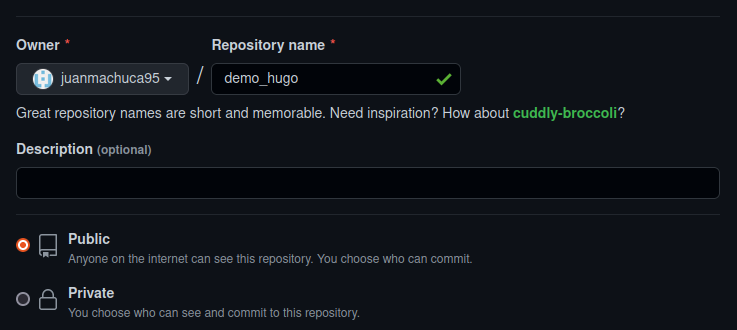 Owner * Repository name *
juanmachuca95 / demo_hugo
Great repository names are short and memorable. Need inspiration? How about cuddly-broccoli?
Description (optional)
Public
Anyone on the internet can see this repository. You choose who can commit.
Private
You choose who can see and commit to this repository.